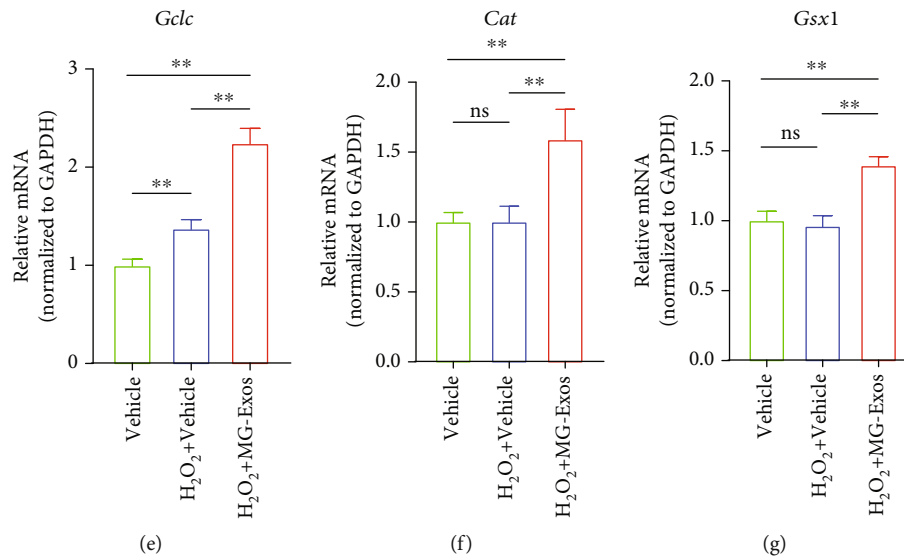 Gclc
Relative mRNA
(normalized to GAPDH)
3
2
1
0
**
**
**
Vehicle
H₂O₂+Vehicle
H₂O₂+MG-Exos
(e)
Cat
Relative mRNA
(normalized to GAPDH)
2.0
1.5
1.0
0.5
0.0
**
**
ns
Vehicle
H₂O₂+Vehicle
H₂O₂+MG-Exos
(f)
Gsx1
Relative mRNA
(normalized to GAPDH)
2.0
1.5
1.0
0.5
0.0
**
**
ns
Vehicle
H₂O₂+Vehicle
H₂O₂+MG-Exos
(g)